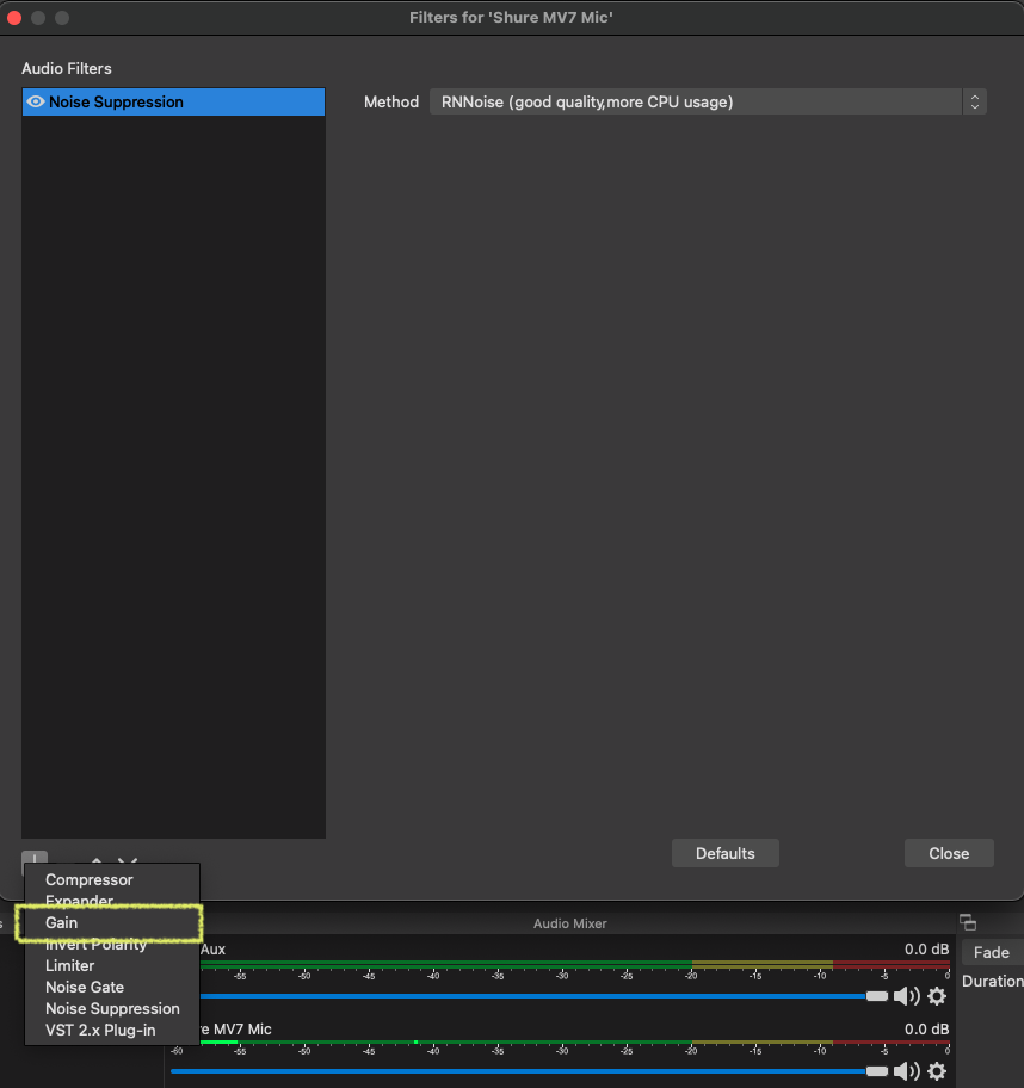 Filters for 'Shure MV7 Mic'
Audio Filters
Noise Suppression
Method RNNoise (good quality,more CPU usage)
Defaults Close
Compressor
Expander
Gain
Invert Polarity
Limiter
Noise Gate
Noise Suppression
VST 2.x Plug-in
s Audio Mixer
Aux 0.0 dB
-55 -50 -45 -40 -35 -30 -25 -20 -15 -10 -5 0
re MV7 Mic 0.0 dB
-60 -55 -50 -45 -40 -35 -30 -25 -20 -15 -10 -5 0
Fade
Duration